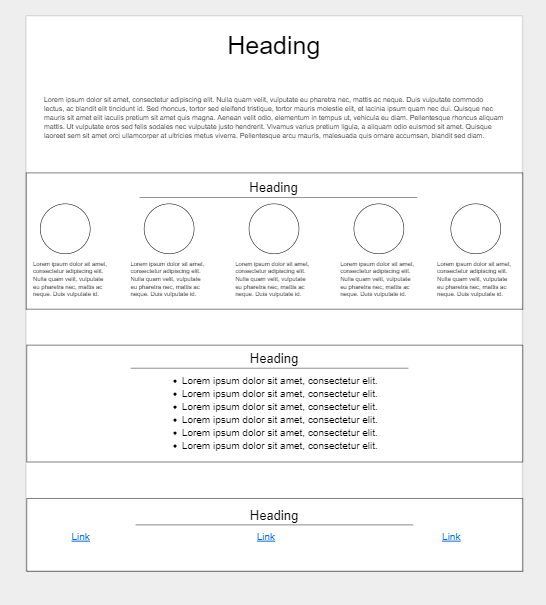 Heading
Lorem ipsum dolor sit amet, consectetur adipiscing elit. Nulla quam velit, vulputate eu pharetra nec, mattis ac neque. Duis vulputate commodo
lectus, ac blandit elit tincidunt id. Sed rhoncus, tortor sed eleifend tristique, tortor mauris molestie elit, et lacinia ipsum quam nec dui. Quisque nec
mauris sit amet elit iaculis pretium sit amet quis magna. Aenean velit odio, elementum in tempus ut, vehicula eu diam. Pellentesque rhoncus aliquam
mattis. Ut vulputate eros sed felis sodales nec vulputate justo hendrerit. Vivamus varius pretium ligula, a aliquam odio euismod sit amet. Quisque
laoreet sem sit amet orci ullamcorper at ultricies metus viverra. Pellentesque arcu mauris, malesuada quis ornare accumsan, blandit sed diam.
Heading
Lorem ipsum dolor sit amet,
consectetur adipiscing elit.
Nulla quam velit, vulputate
eu pharetra nec, mattis ac
neque. Duis vulputate id.
Lorem ipsum dolor sit amet,
consectetur adipiscing elit.
Nulla quam velit, vulputate
eu pharetra nec, mattis ac
neque. Duis vulputate id.
Lorem ipsum dolor sit amet,
consectetur adipiscing elit.
Nulla quam velit, vulputate
eu pharetra nec, mattis ac
neque. Duis vulputate id.
Lorem ipsum dolor sit amet,
consectetur adipiscing elit.
Nulla quam velit, vulputate
eu pharetra nec, mattis ac
neque. Duis vulputate id.
Lorem ipsum dolor sit amet,
consectetur adipiscing elit.
Nulla quam velit, vulputate
eu pharetra nec, mattis ac
neque. Duis vulputate id.
Heading
• Lorem ipsum dolor sit amet, consectetur elit.
• Lorem ipsum dolor sit amet, consectetur elit.
• Lorem ipsum dolor sit amet, consectetur elit.
• Lorem ipsum dolor sit amet, consectetur elit.
• Lorem ipsum dolor sit amet, consectetur elit.
• Lorem ipsum dolor sit amet, consectetur elit.
Heading
Link
Link
Link